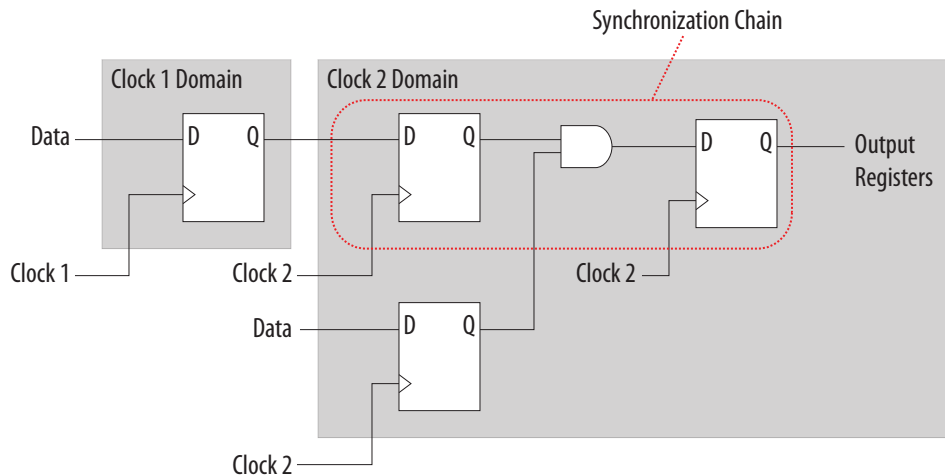 Synchronization Chain
Clock 1 Domain
Clock 2 Domain
Data
D Q
D Q
D Q
Output
Registers
Clock 1
Clock 2
Clock 2
Data
D Q
Clock 2